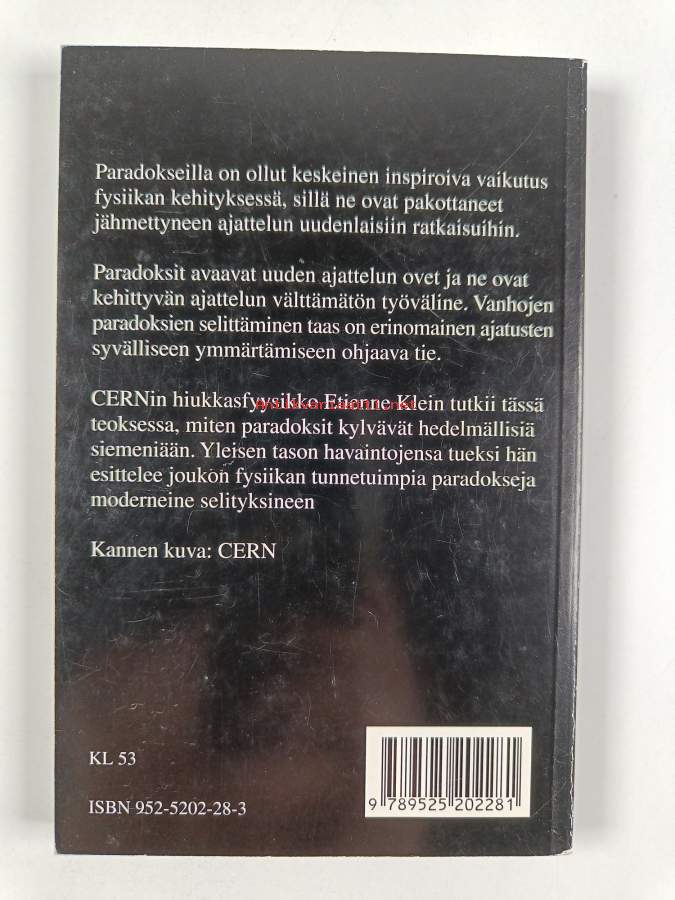 Paradokseilla on ollut keskeinen inspiroiva vaikutus
fysiikan kehityksessä, sillä ne ovat pakottaneet
jähmettyneen ajattelun uudenlaisiin ratkaisuihin.
Paradoksit avaavat uuden ajattelun ovet ja ne ovat
kehittyvän ajattelun välttämätön työväline. Vanhojen
paradoksien selittäminen taas on erinomainen ajatusten
syvälliseen ymmärtämiseen ohjaava tie.
CERNin hiukkasfyysikko Etienne Klein tutkii tässä
teoksessa, miten paradoksit kylvävät hedelmällisiä
siemeniään. Yleisen tason havaintojensa tueksi hän
esittelee joukon fysiikan tunnetuimpia paradokseja
moderneine selityksineen
Kannen kuva: CERN
KL 53
ISBN 952-5202-28-3
9 789525 202281